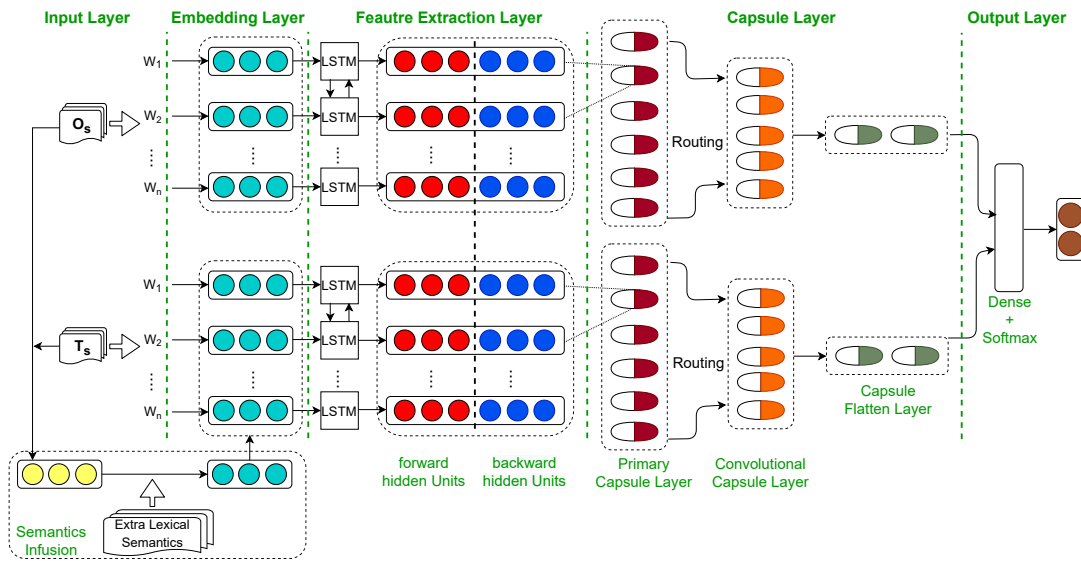 Input Layer
Embedding Layer
Feautre Extraction Layer
Capsule Layer
Output Layer
W1
LSTM
Os
W2
LSTM
Wn
LSTM
Routing
W1
LSTM
Ts
W2
LSTM
Wn
LSTM
Routing
Dense
+
Softmax
Capsule
Flatten Layer
forward
hidden Units
backward
hidden Units
Primary
Capsule Layer
Convolutional
Capsule Layer
Semantics
Infusion
Extra Lexical
Semantics